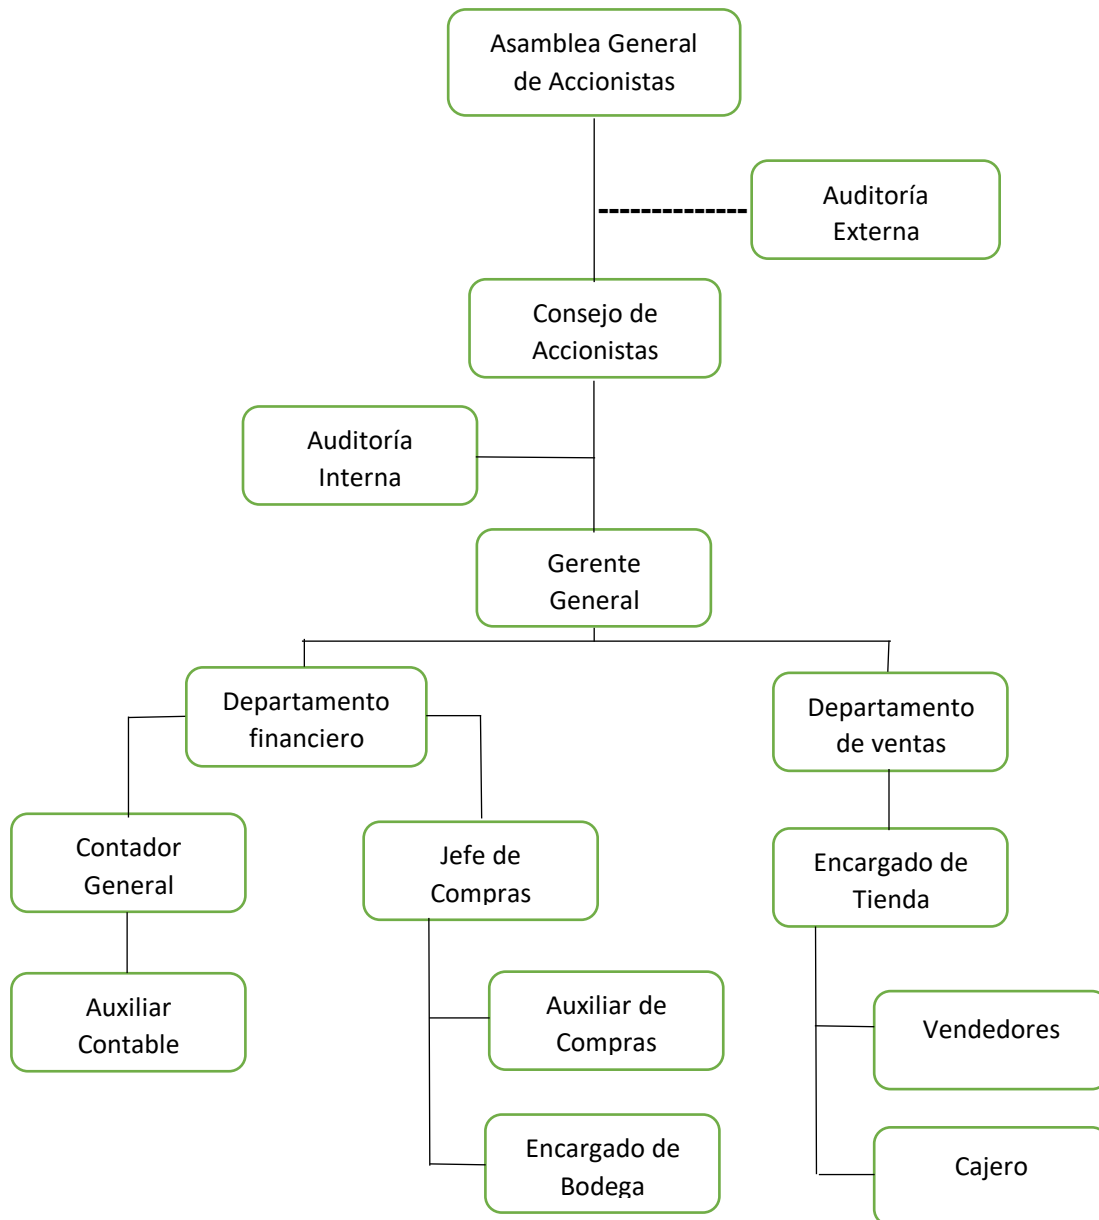 Asamblea General
de Accionistas
Auditoría
Externa
Consejo de
Accionistas
Auditoría
Interna
Gerente
General
Departamento
financiero
Departamento
de ventas
Contador
General
Jefe de
Compras
Encargado de
Tienda
Auxiliar
Contable
Auxiliar de
Compras
Vendedores
Encargado de
Bodega
Cajero